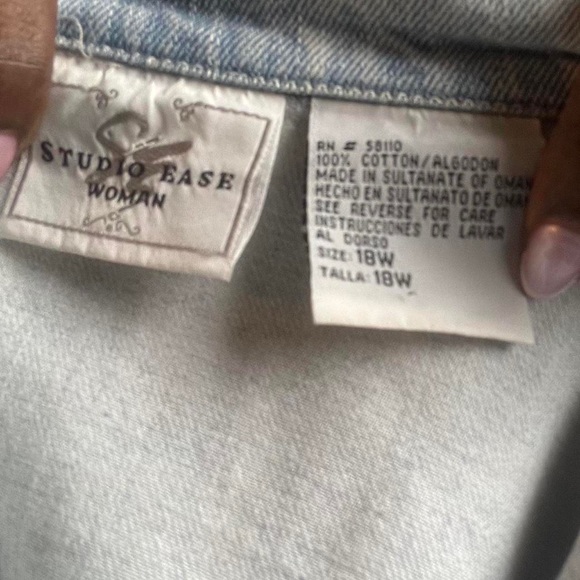 STUDIO EASE
WOMAN
RN # 58110
100% COTTON/ALGODON
MADE IN SULTANATE OF OMAN
HECHO EN SULTANATO DE OMAN
SEE REVERSE FOR CARE
INSTRUCCIONES DE LAVAR
AL DORSO
SIZE: 18W
TALLA: 18W